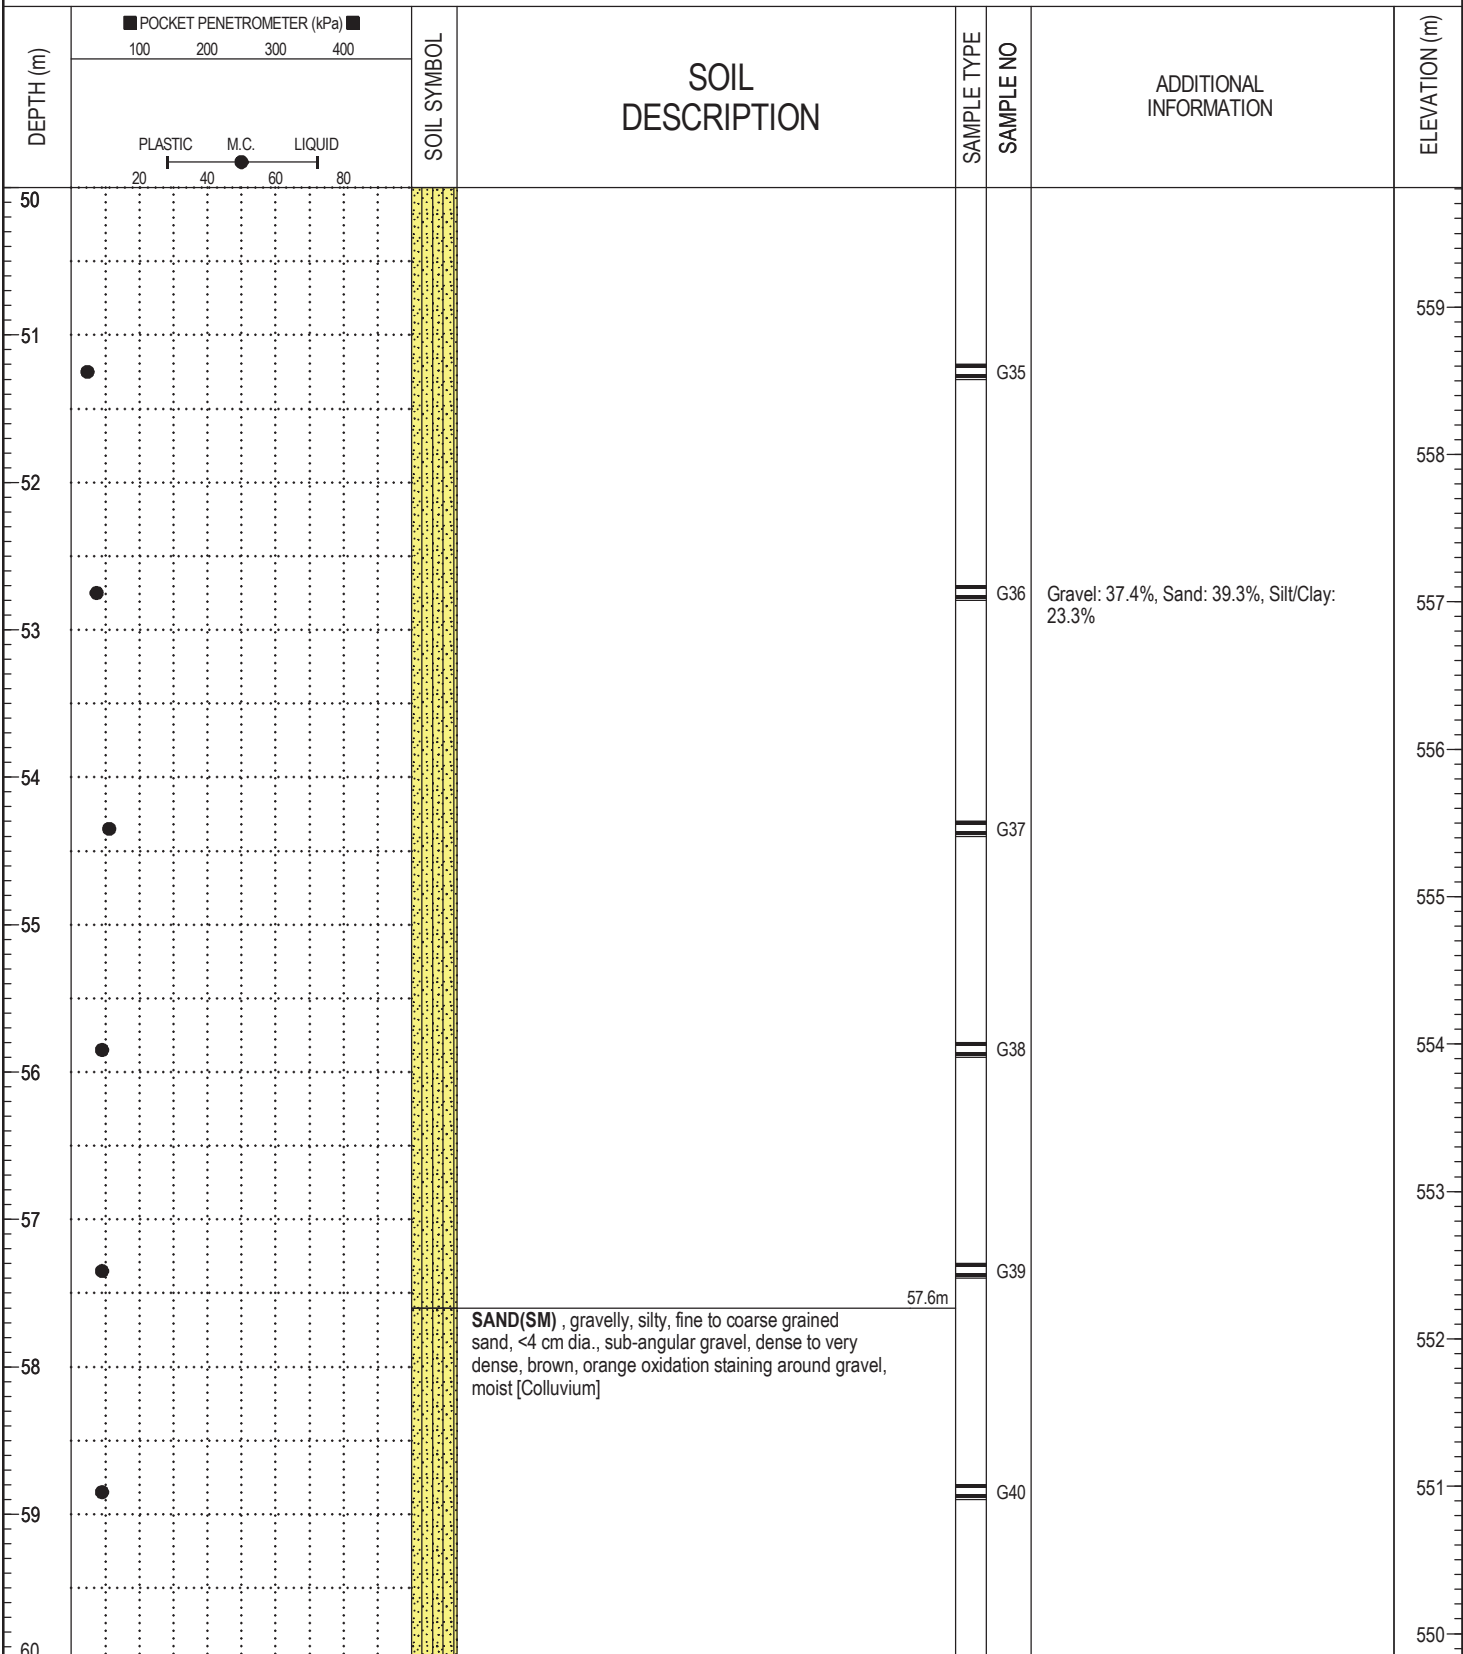 ■ POCKET PENETROMETER (kPa) ■
100 200 300 400
DEPTH (m)
PLASTIC M.C. LIQUID
20 40 60 80
SOIL SYMBOL
SOIL
DESCRIPTION
SAMPLE TYPE
SAMPLE NO
ADDITIONAL
INFORMATION
ELEVATION (m)
50
559
51
G35
558
52
G36 Gravel: 37.4%, Sand: 39.3%, Silt/Clay:
23.3%
557
53
556
54
G37
555
55
G38
554
56
553
57
G39
57.6m
SAND(SM) , gravelly, silty, fine to coarse grained
sand, <4 cm dia., sub-angular gravel, dense to very
dense, brown, orange oxidation staining around gravel,
moist [Colluvium]
552
58
G40
551
59
550
60